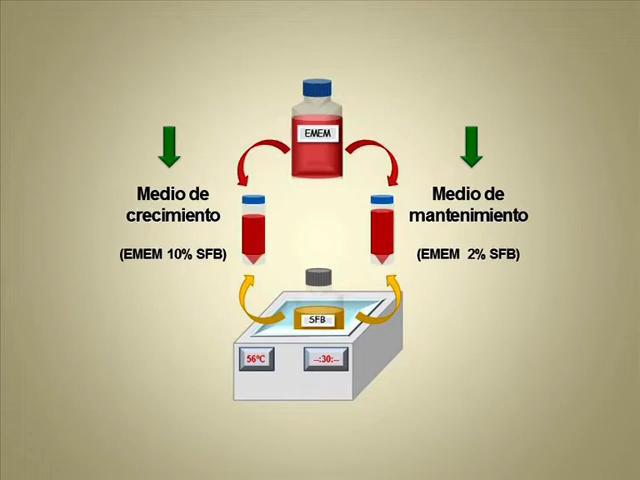 EMEM
Medio de
crecimiento
(EMEM 10% SFB)
Medio de
mantenimiento
(EMEM 2% SFB)
SFB
56ºC
--:30:--